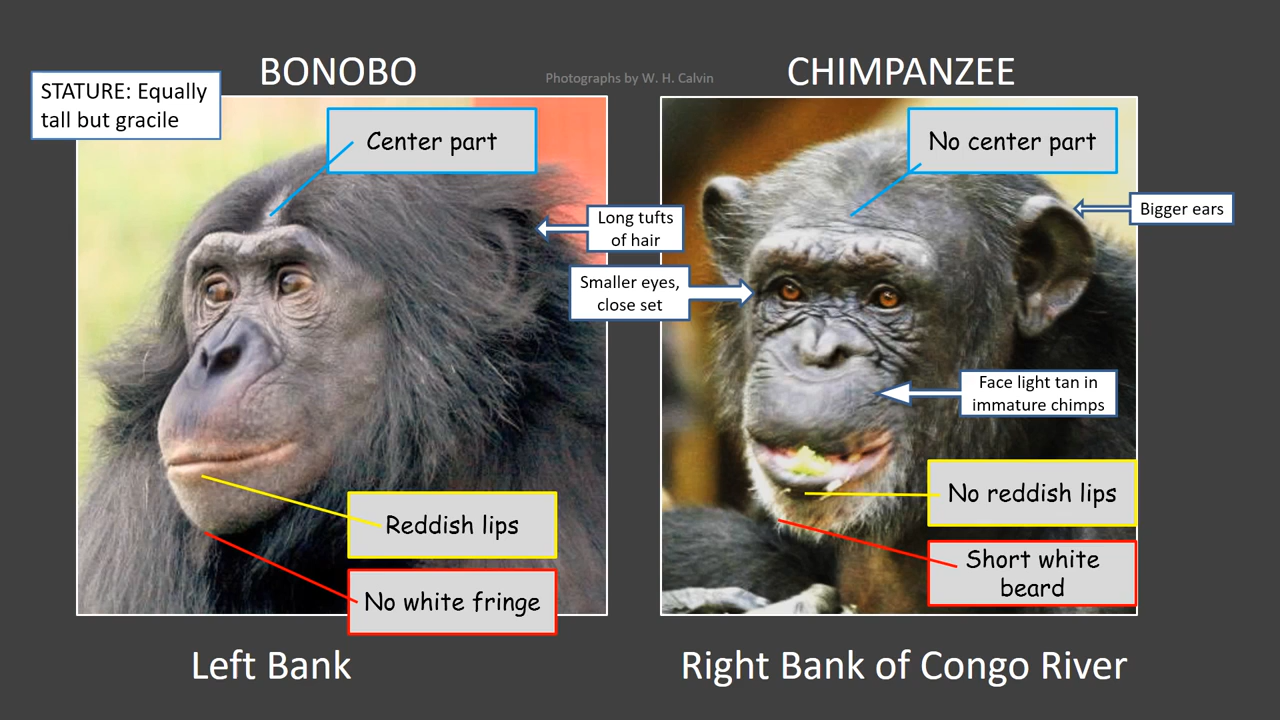 BONOBO
Photographs by W. H. Calvin
CHIMPANZEE
STATURE: Equally
tall but gracile
Center part
No center part
Long tufts
of hair
Bigger ears
Smaller eyes,
close set
Face light tan in
immature chimps
Reddish lips
No reddish lips
No white fringe
Short white
beard
Left Bank
Right Bank of Congo River